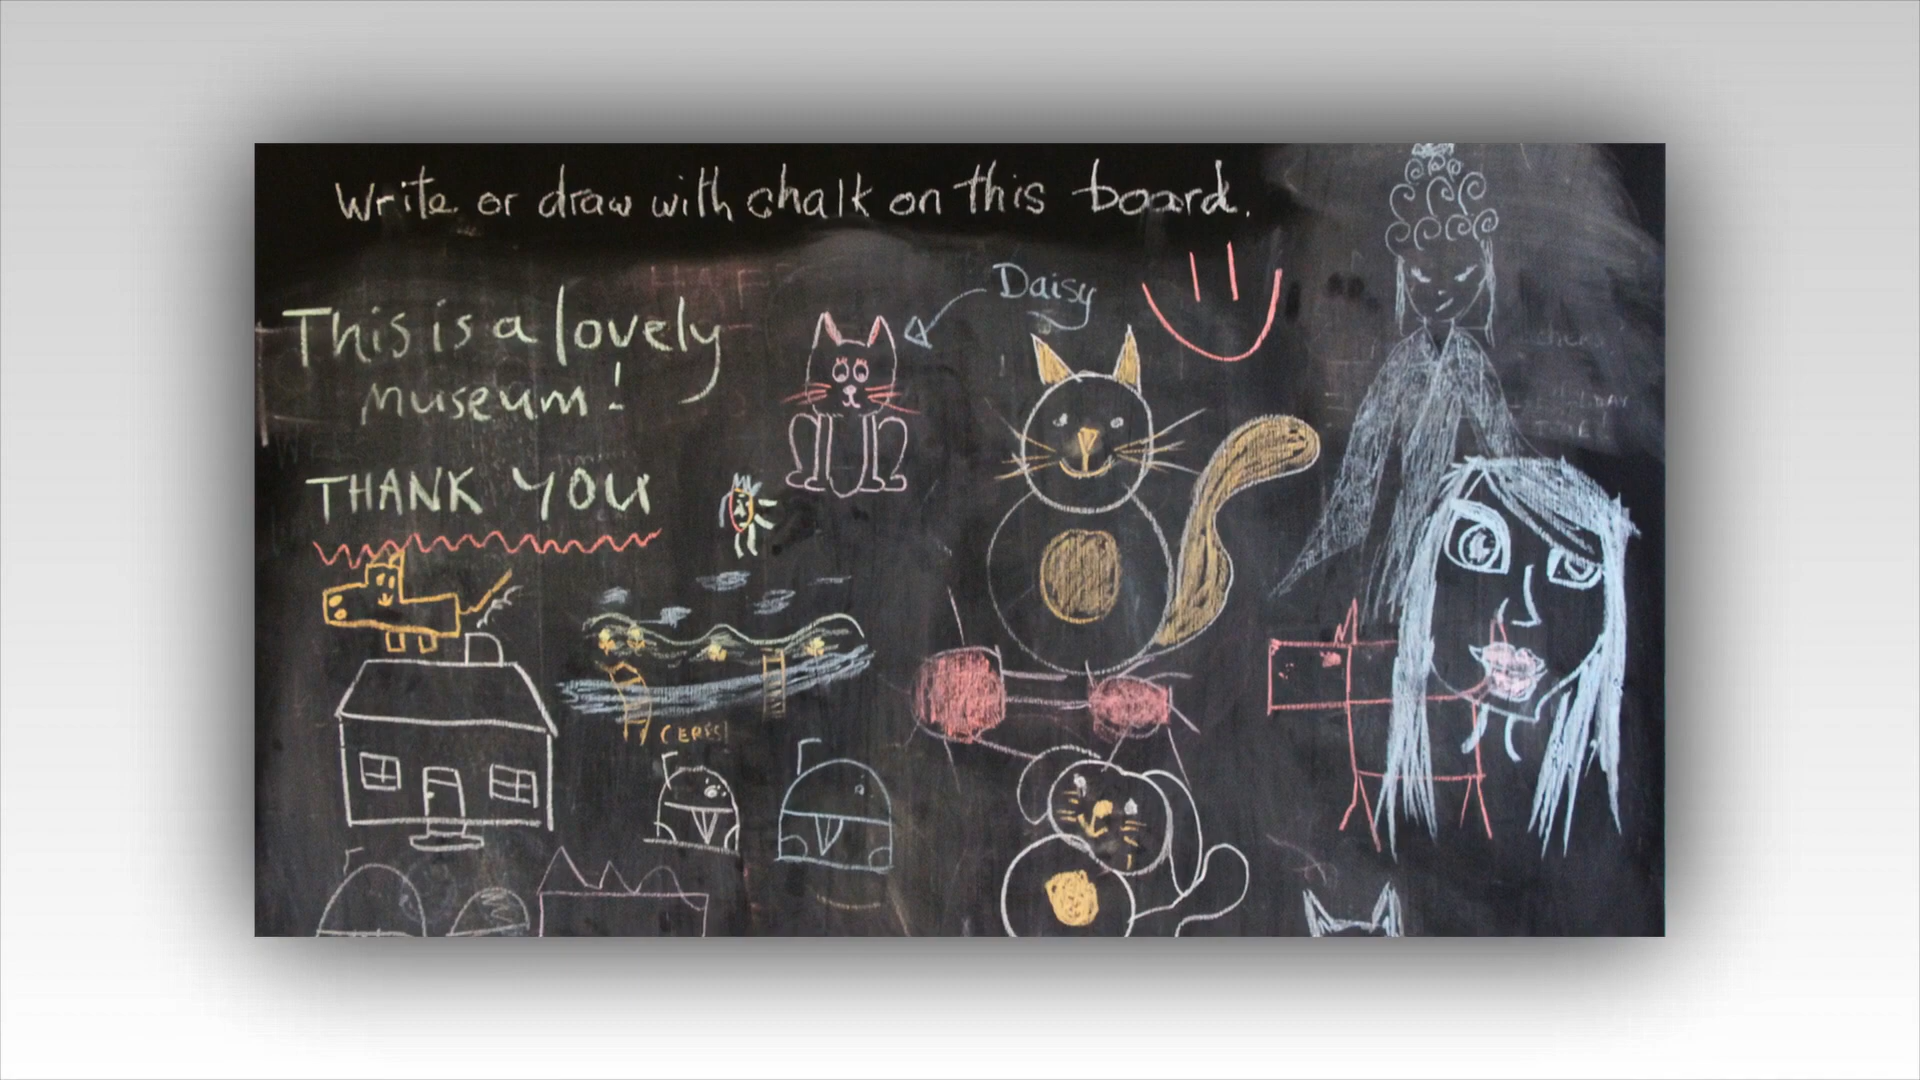 Write or draw with chalk on this board.
Daisy
This is a lovely
museum!
THANK YOU